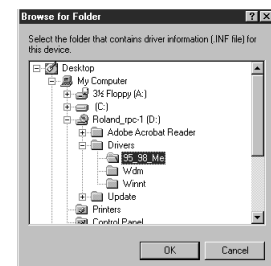 Browse for Folder
Select the folder that contains driver information (.INF file) for
this device.
Desktop
My Computer
3½ Floppy (A:)
(C:)
Roland_rpc-1 (D:)
Adobe Acrobat Reader
Drivers
95_98_Me
Wdm
Winnt
Update
Printers
Control Panel
OK
Cancel